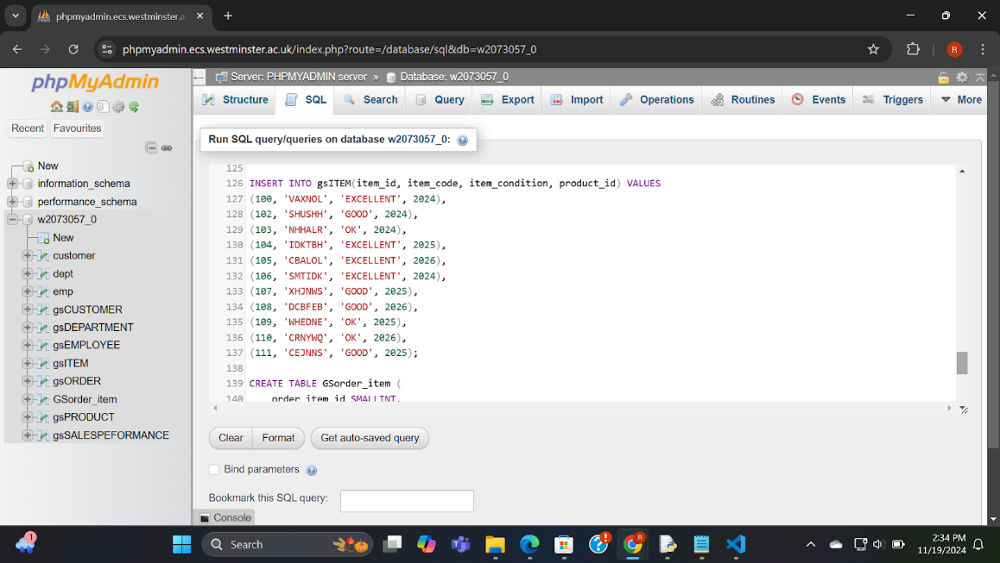 phpmyadmin.ecs.westminster.a
phpmyadmin.ecs.westminster.ac.uk/index.php?route=/database/sql&db=w2073057_0
R
phpMyAdmin
Recent
Favourites
New
information_schema
performance_schema
w2073057_0
New
customer
dept
emp
gsCUSTOMER
gsDEPARTMENT
gsEMPLOYEE
gsITEM
gsORDER
GSorder_item
gsPRODUCT
gsSALESPEFORMANCE
Server: PHPMYADMIN server » Database: w2073057_0
Structure SQL Search Query Export Import Operations Routines Events Triggers More
Run SQL query/queries on database w2073057_0:
125
126 INSERT INTO gsITEM(item_id, item_code, item_condition, product_id) VALUES
127 (100, 'VAXNOL', 'EXCELLENT', 2024),
128 (102, 'SHUSHH', 'GOOD', 2024),
129 (103, 'NHHALR', 'OK', 2024),
130 (104, 'IDKTBH', 'EXCELLENT', 2025),
131 (105, 'CBALOL', 'EXCELLENT', 2026),
132 (106, 'SMTIDK', 'EXCELLENT', 2024),
133 (107, 'XHJNWS', 'GOOD', 2025),
134 (108, 'DCBFEB', 'GOOD', 2026),
135 (109, 'WHEDNE', 'OK', 2025),
136 (110, 'CRNYWQ', 'OK', 2026),
137 (111, 'CEJNNS', 'GOOD', 2025);
138
139 CREATE TABLE GSorder_item (
140 order_item_id SMALLINT,
Clear
Format
Get auto-saved query
Bind parameters
Bookmark this SQL query:
Console
1
Search
R
2:34 PM
11/19/2024